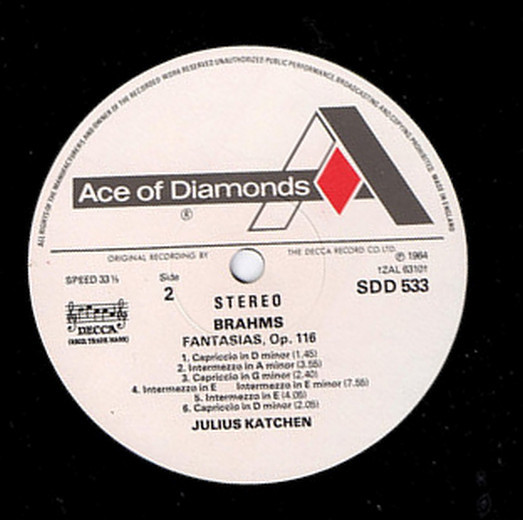 ALL RIGHTS OF THE MANUFACTURERS AND OWNER OF THE RECORDED WORK RESERVED UNAUTHORIZED PUBLIC PERFORMANCE, BROADCASTING AND COPYING PROHIBITED. MADE IN ENGLAND
Ace of Diamonds
®
ORIGINAL RECORDING BY THE DECCA RECORD CO. LTD.
℗ 1964
SPEED 33⅓
Side
2
STEREO
SDD 533
DECCA
(REGD. TRADE MARK)
BRAHMS
FANTASIAS, Op. 116
1. Capriccio in D minor (1.45)
2. Intermezzo in A minor (3.55)
3. Capriccio in G minor (2.40)
4. Intermezzo in E Intermezzo in E minor (7.55)
5. Intermezzo in E (4.05)
6. Capriccio in D minor (2.05)
JULIUS KATCHEN